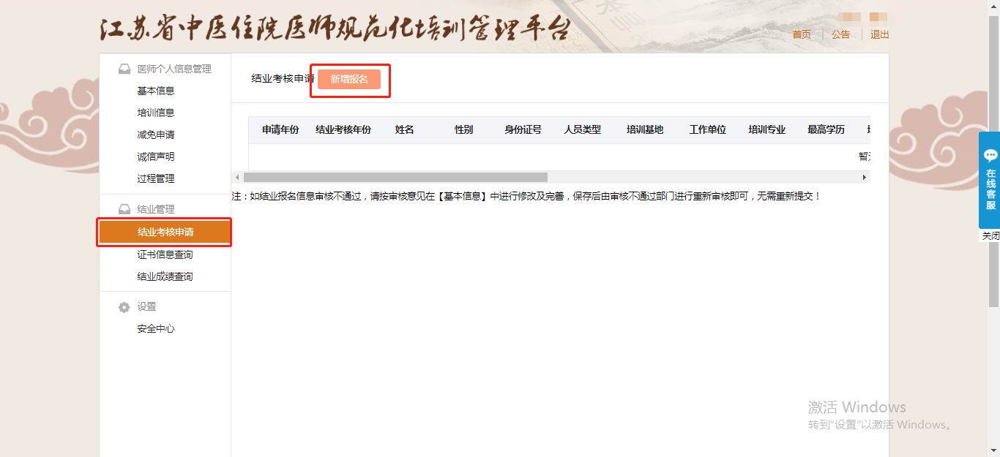 江苏省中医住院医师规范化培训管理平台
首页 公告 退出
医师个人信息管理
基本信息
培训信息
减免申请
诚信声明
过程管理
结业管理
结业考核申请
证书信息查询
结业成绩查询
设置
安全中心
结业考核申请 新增报名
申请年份 结业考核年份 姓名 性别 身份证号 人员类型 培训基地 工作单位 培训专业 最高学历
暂
注：如结业报名信息审核不通过，请按审核意见在【基本信息】中进行修改及完善，保存后由审核不通过部门进行重新审核即可，无需重新提交！
在线客服
关闭
激活 Windows
转到“设置”以激活 Windows。